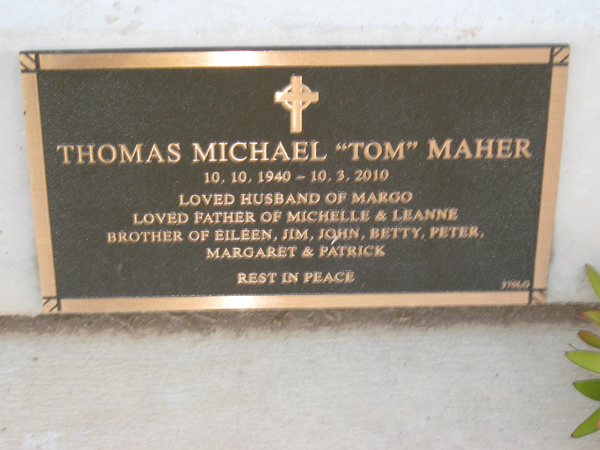 THOMAS MICHAEL "TOM" MAHER
10. 10. 1940 – 10. 3. 2010
LOVED HUSBAND OF MARGO
LOVED FATHER OF MICHELLE & LEANNE
BROTHER OF EILEEN, JIM, JOHN, BETTY, PETER,
MARGARET & PATRICK
REST IN PEACE